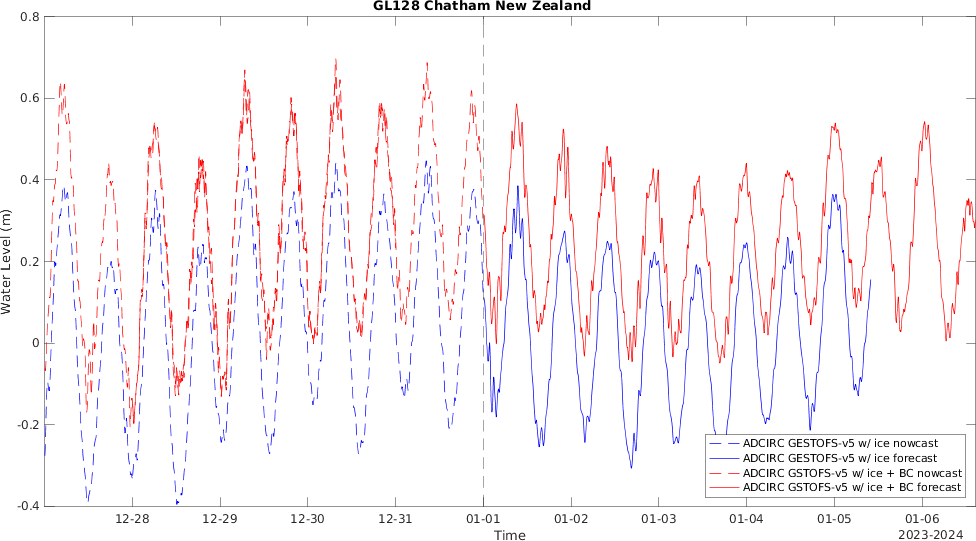 GL128 Chatham New Zealand
0.8
0.6
0.4
0.2
0
-0.2
-0.4
Water Level (m)
ADCIRC GESTOFS-v5 w/ ice nowcast
ADCIRC GESTOFS-v5 w/ ice forecast
ADCIRC GSTOFS-v5 w/ ice + BC nowcast
ADCIRC GSTOFS-v5 w/ ice + BC forecast
12-28 12-29 12-30 12-31 01-01 01-02 01-03 01-04 01-05 01-06
Time
2023-2024